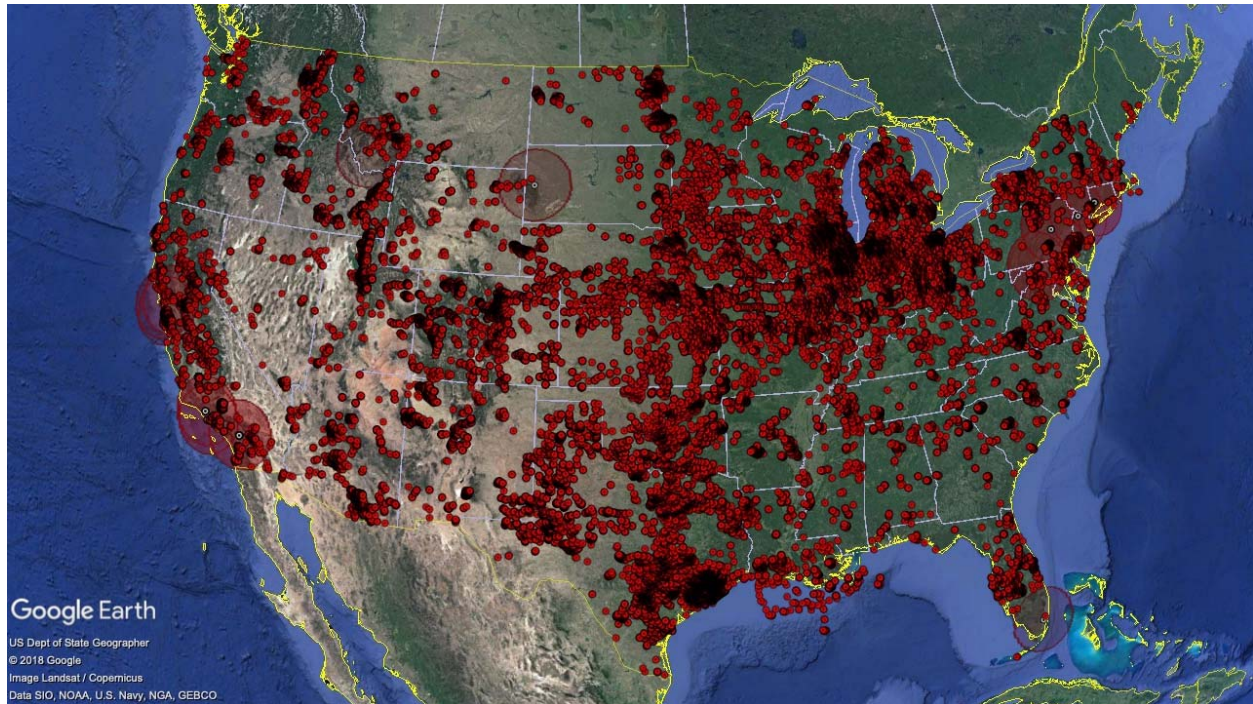 Google Earth
US Dept of State Geographer
© 2018 Google
Image Landsat / Copernicus
Data SIO, NOAA, U.S. Navy, NGA, GEBCO